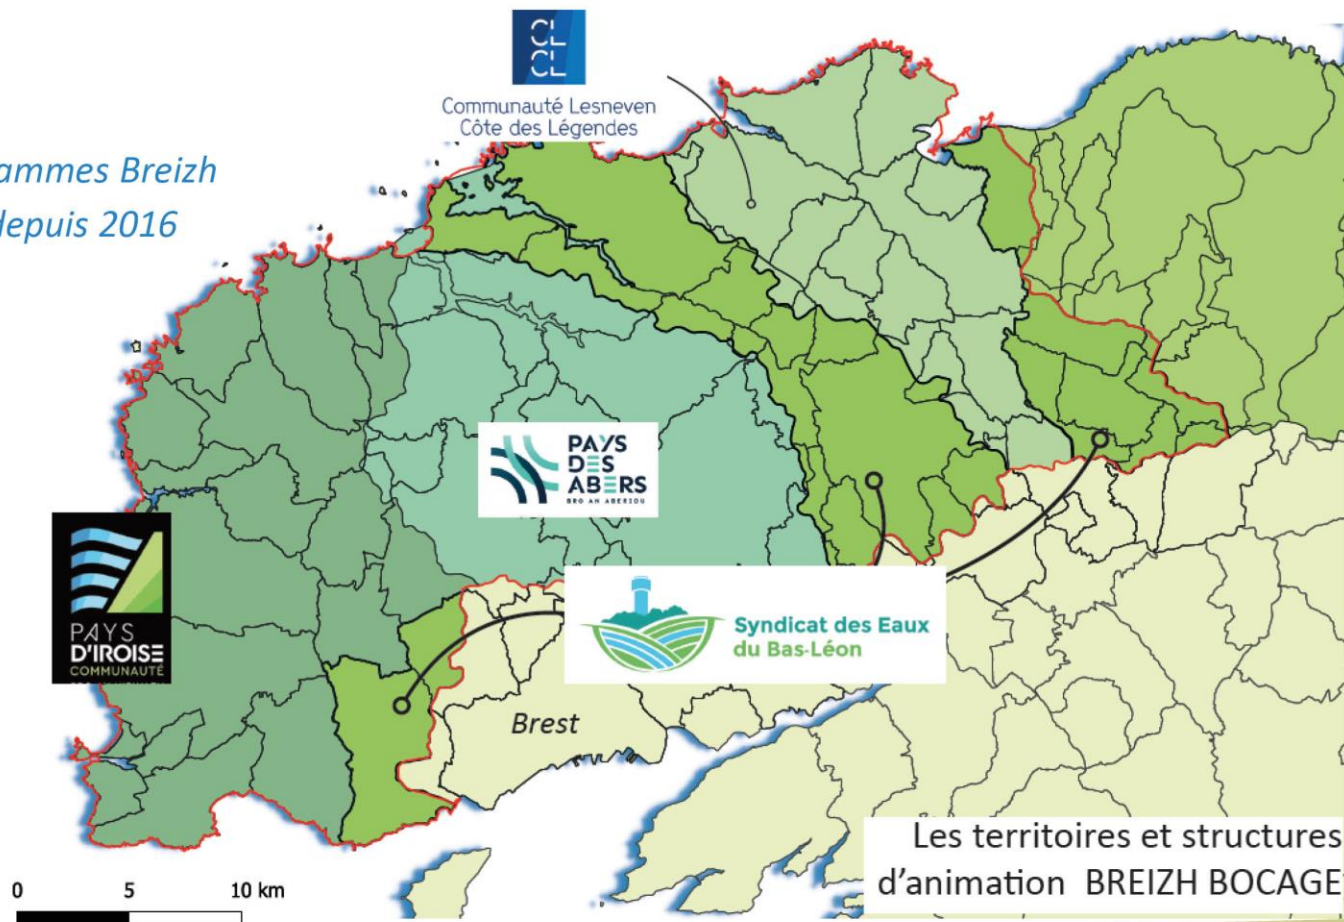 CL
CL
Communauté Lesneven
Côte des Légendes
ammes Breizh
depuis 2016
PAYS
DES
ABERS
BRO AN ABERIOÙ
PAYS
D'IROISE
COMMUNAUTÉ
Syndicat des Eaux
du Bas-Léon
Brest
Les territoires et structures
d'animation BREIZH BOCAGE
0 5 10 km